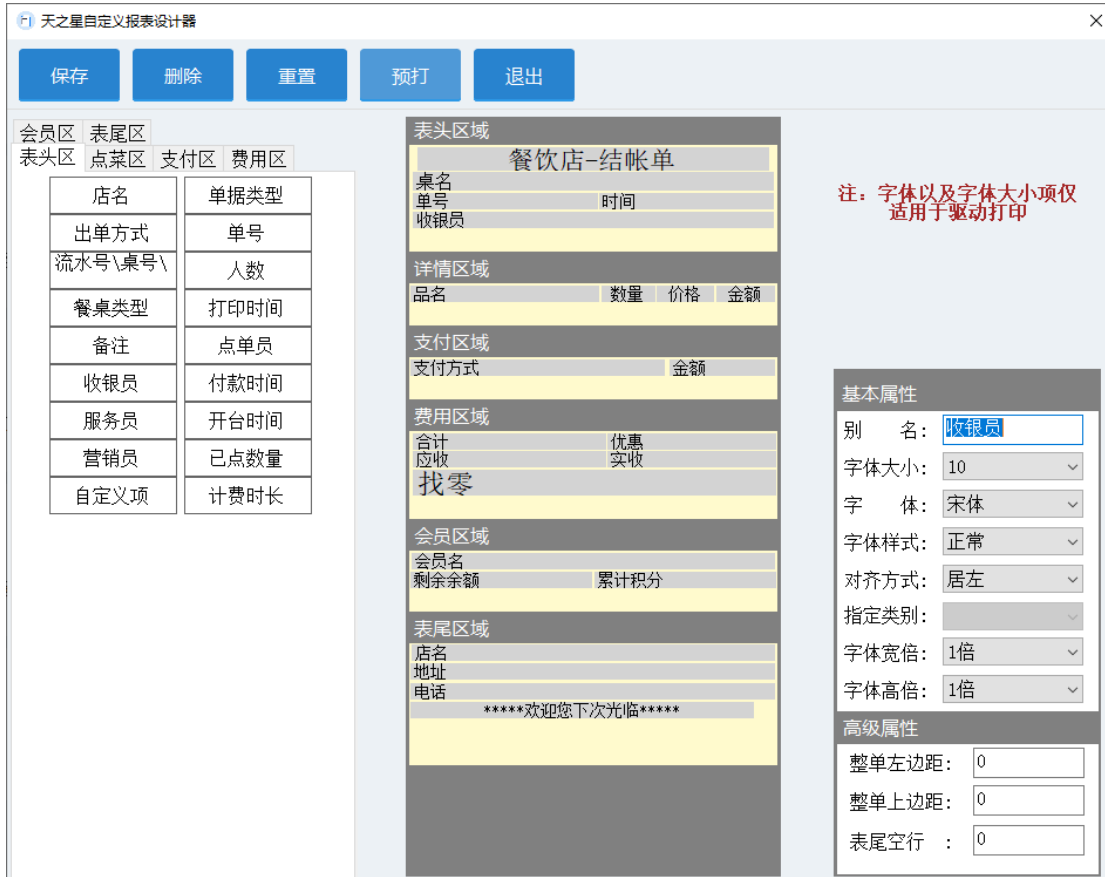 天之星自定义报表设计器
保存 删除 重置 预打 退出
会员区 表尾区
表头区 点菜区 支付区 费用区
店名 单据类型
出单方式 单号
流水号\桌号\ 人数
餐桌类型 打印时间
备注 点单员
收银员 付款时间
服务员 开台时间
营销员 已点数量
自定义项 计费时长
表头区域
餐饮店-结帐单
桌名
单号 时间
收银员
详情区域
品名 数量 价格 金额
支付区域
支付方式 金额
费用区域
合计 优惠
应收 实收
找零
会员区域
会员名
剩余余额 累计积分
表尾区域
店名
地址
电话
*****欢迎您下次光临*****
注：字体以及字体大小项仅
适用于驱动打印
基本属性
别 名: 收银员
字体大小: 10
字 体: 宋体
字体样式: 正常
对齐方式: 居左
指定类别:
字体宽倍: 1倍
字体高倍: 1倍
高级属性
整单左边距: 0
整单上边距: 0
表尾空行 : 0